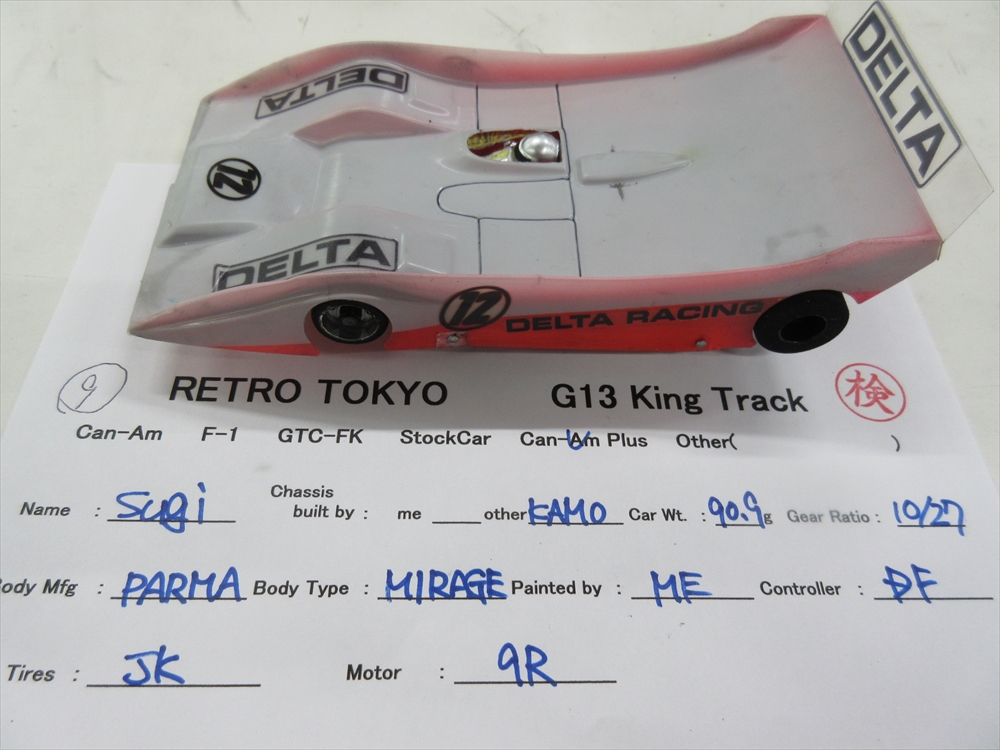 DELTA
DELTA
12
DELTA
12 DELTA RACING
9 RETRO TOKYO G13 King Track 検
Can-Am F-1 GTC-FK StockCar Can-Am Plus Other( )
Name : Sugi Chassis built by : me ____ other KAMO Car Wt. : 90.9g Gear Ratio : 10/27
ody Mfg : PARMA Body Type : MIRAGE Painted by : ME Controller : DF
Tires : JK Motor : 9R